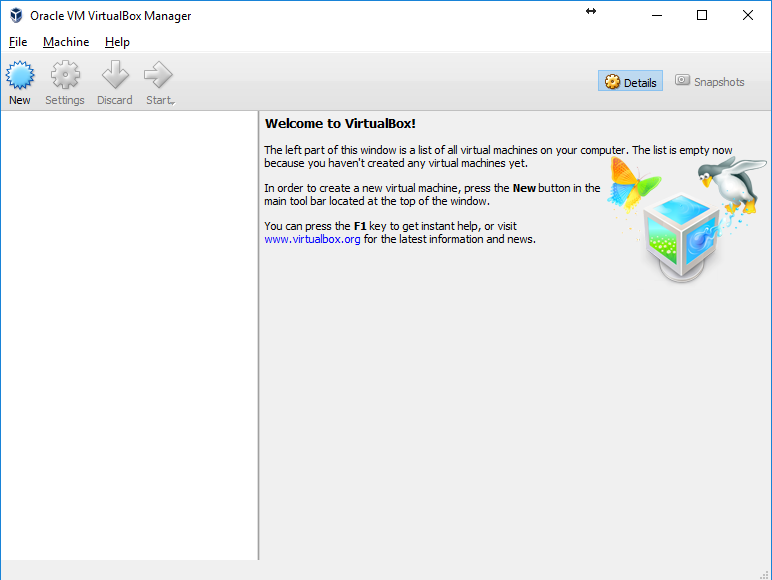 Oracle VM VirtualBox Manager
File Machine Help
New Settings Discard Start
Details Snapshots
Welcome to VirtualBox!
The left part of this window is a list of all virtual machines on your computer. The list is empty now
because you haven't created any virtual machines yet.
In order to create a new virtual machine, press the New button in the
main tool bar located at the top of the window.
You can press the F1 key to get instant help, or visit
www.virtualbox.org for the latest information and news.